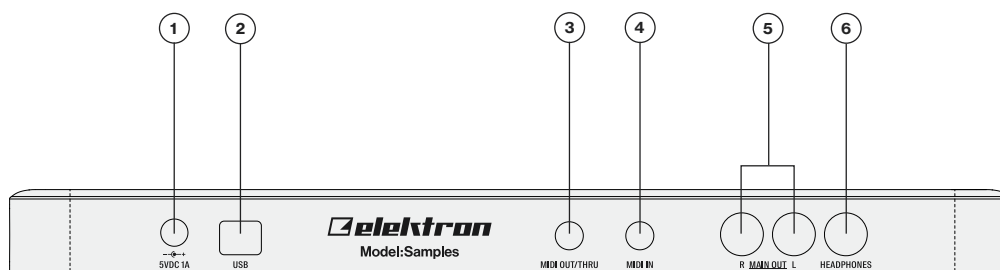 1 2 3 4 5 6
elektron
Model:Samples
5VDC 1A USB MIDI OUT/THRU MIDI IN R MAIN OUT L HEADPHONES